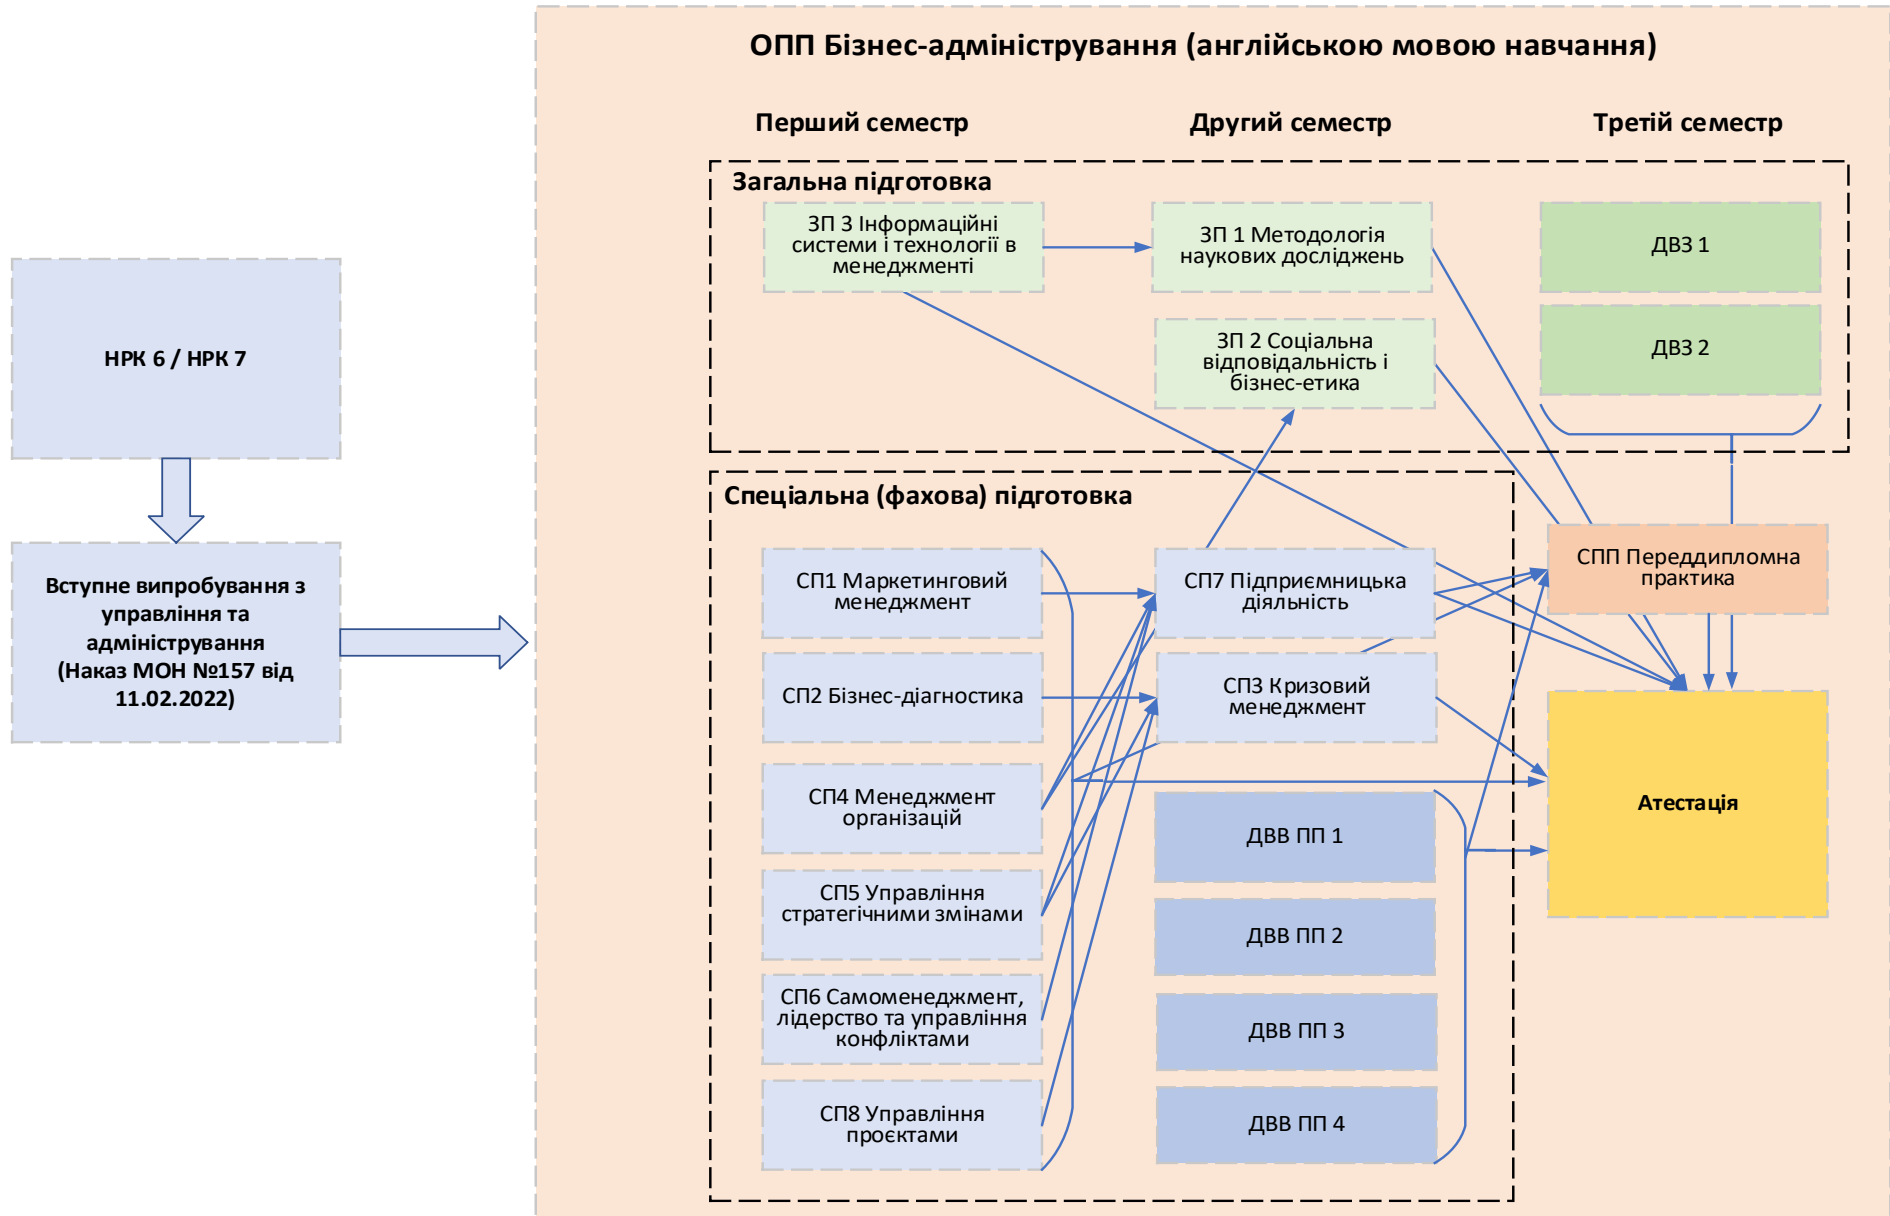 ОПП Бізнес-адміністрування (англійською мовою навчання)
Перший семестр
Другий семестр
Третій семестр
Загальна підготовка
ЗП 3 Інформаційні
системи і технології в
менеджменті
ЗП 1 Методологія
наукових досліджень
ДВЗ 1
ЗП 2 Соціальна
відповідальність і
бізнес-етика
ДВЗ 2
НРК 6 / НРК 7
Вступне випробування з
управління та
адміністрування
(Наказ МОН №157 від
11.02.2022)
Спеціальна (фахова) підготовка
СП1 Маркетинговий
менеджмент
СП7 Підприємницька
діяльність
СПП Переддипломна
практика
СП2 Бізнес-діагностика
СП3 Кризовий
менеджмент
СП4 Менеджмент
організацій
ДВВ ПП 1
Атестація
СП5 Управління
стратегічними змінами
ДВВ ПП 2
СП6 Самоменеджмент,
лідерство та управління
конфліктами
ДВВ ПП 3
СП8 Управління
проєктами
ДВВ ПП 4